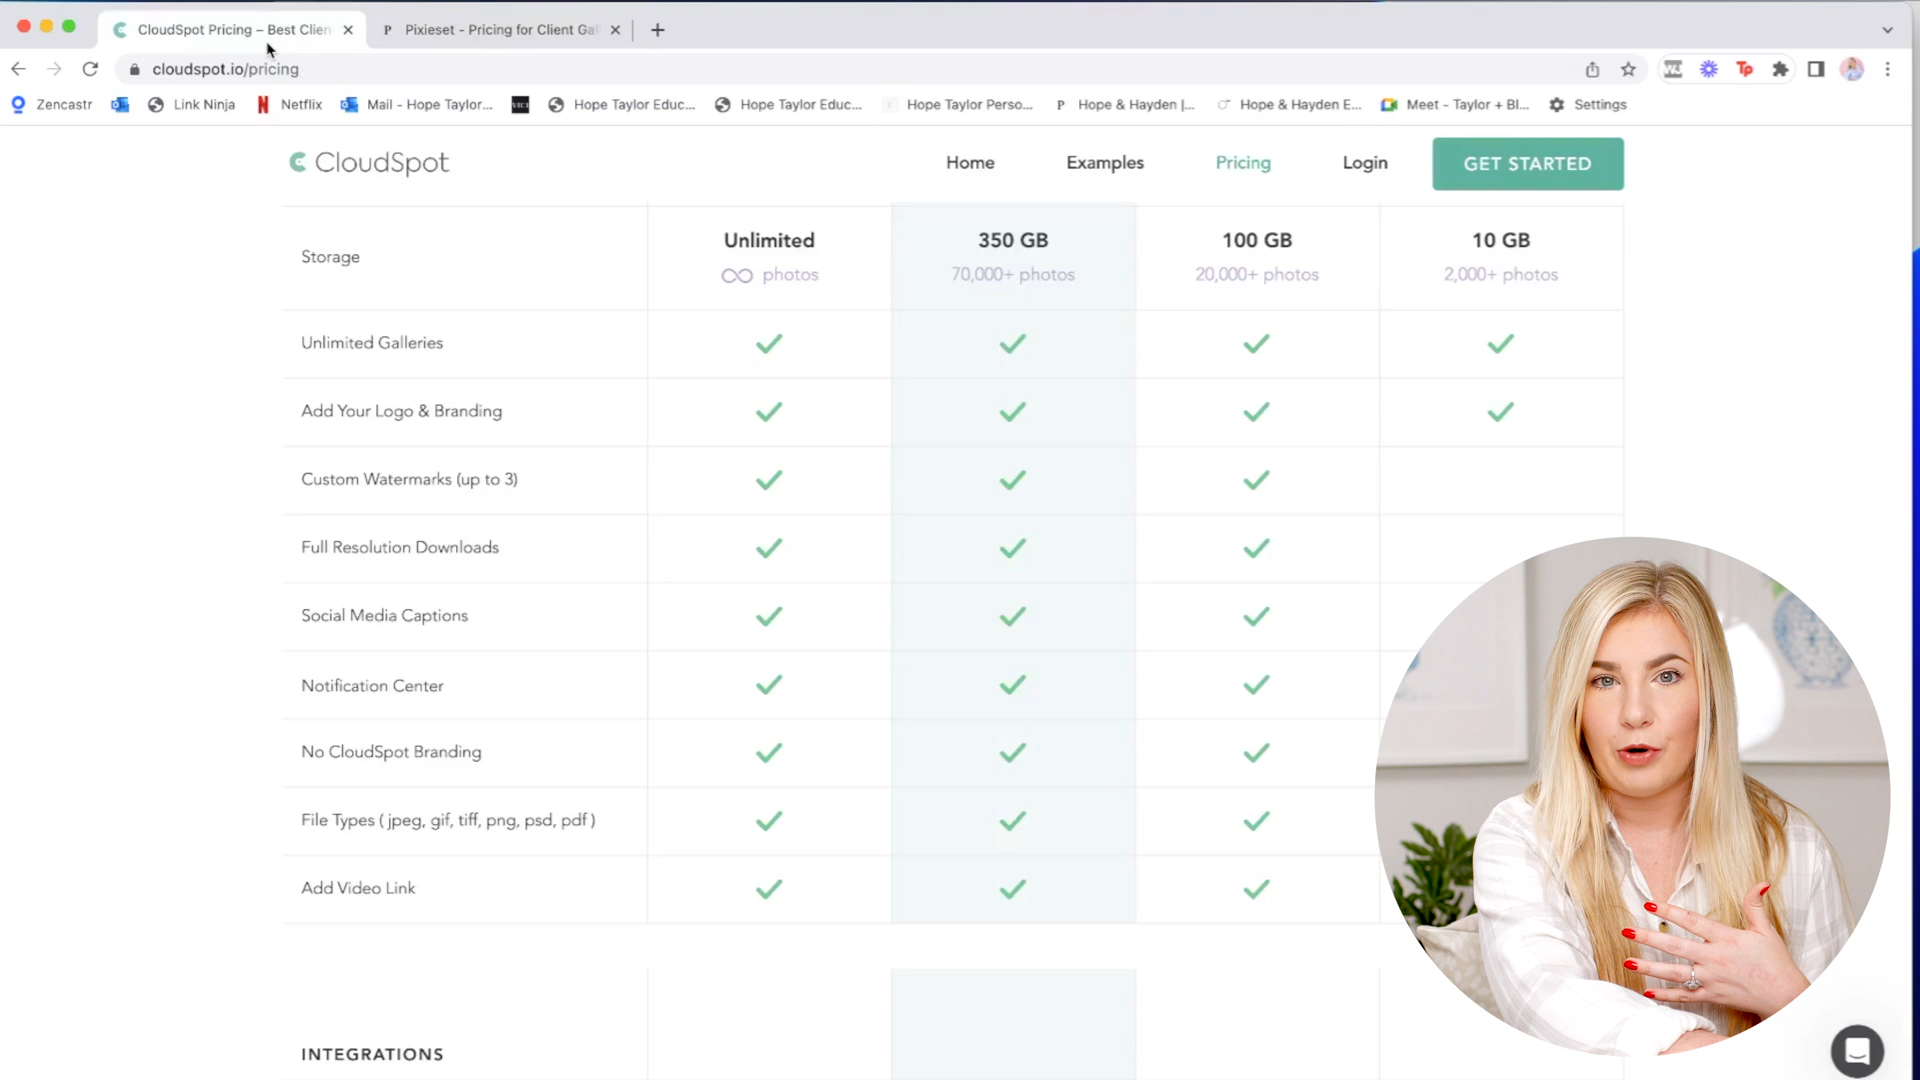 CloudSpot Pricing – Best Clien
Pixieset - Pricing for Client Gal
cloudspot.io/pricing
Zencastr
Link Ninja
Netflix
Mail - Hope Taylor...
VICI
Hope Taylor Educ...
Hope Taylor Educ...
Hope Taylor Perso...
Hope & Hayden |...
Hope & Hayden E...
Meet - Taylor + Bl...
Settings
CloudSpot
Home
Examples
Pricing
Login
GET STARTED
Storage
Unlimited
350 GB
100 GB
10 GB
∞ photos
70,000+ photos
20,000+ photos
2,000+ photos
Unlimited Galleries
Add Your Logo & Branding
Custom Watermarks (up to 3)
Full Resolution Downloads
Social Media Captions
Notification Center
No CloudSpot Branding
File Types ( jpeg, gif, tiff, png, psd, pdf )
Add Video Link
INTEGRATIONS